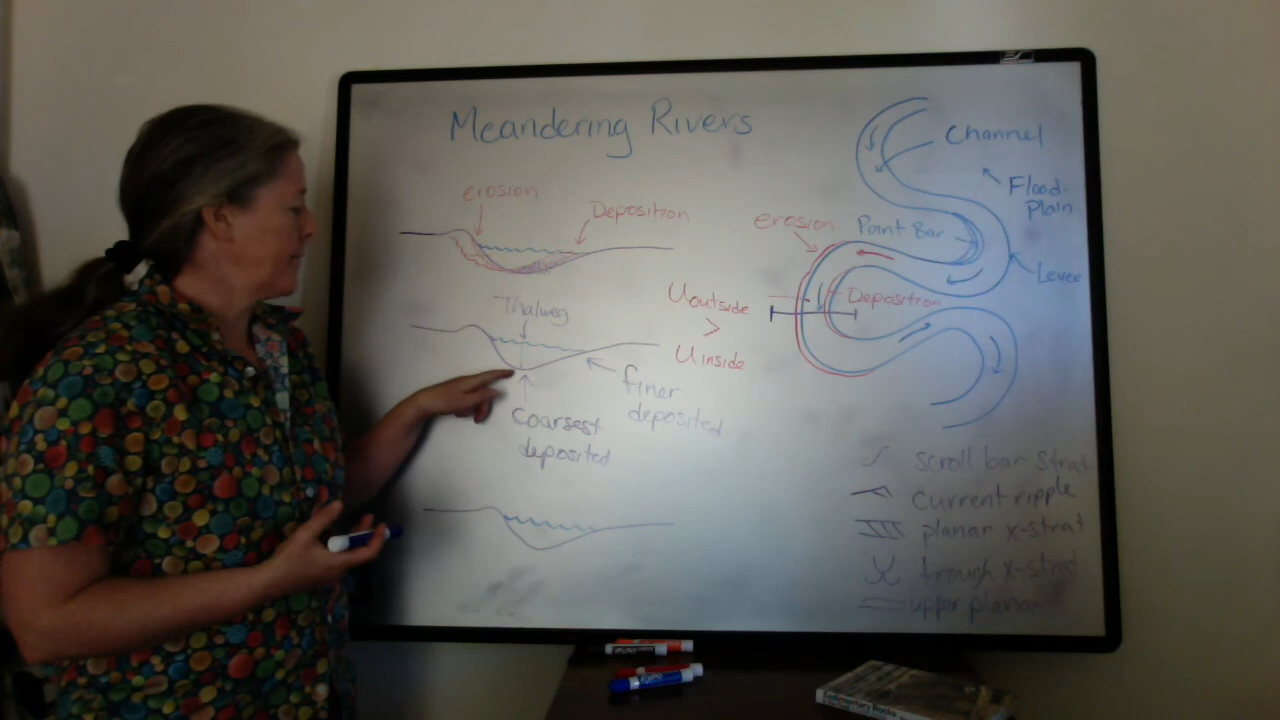 Meandering Rivers
erosion
Deposition
Thalweg
finer
deposited
Coarsest
deposited
Channel
Flood-
Plain
Point Bar
Levee
erosion
Deposition
Uoutside
>
Uinside
scroll bar strat
Current ripple
planar x-strat
trough x-strat
upper planar